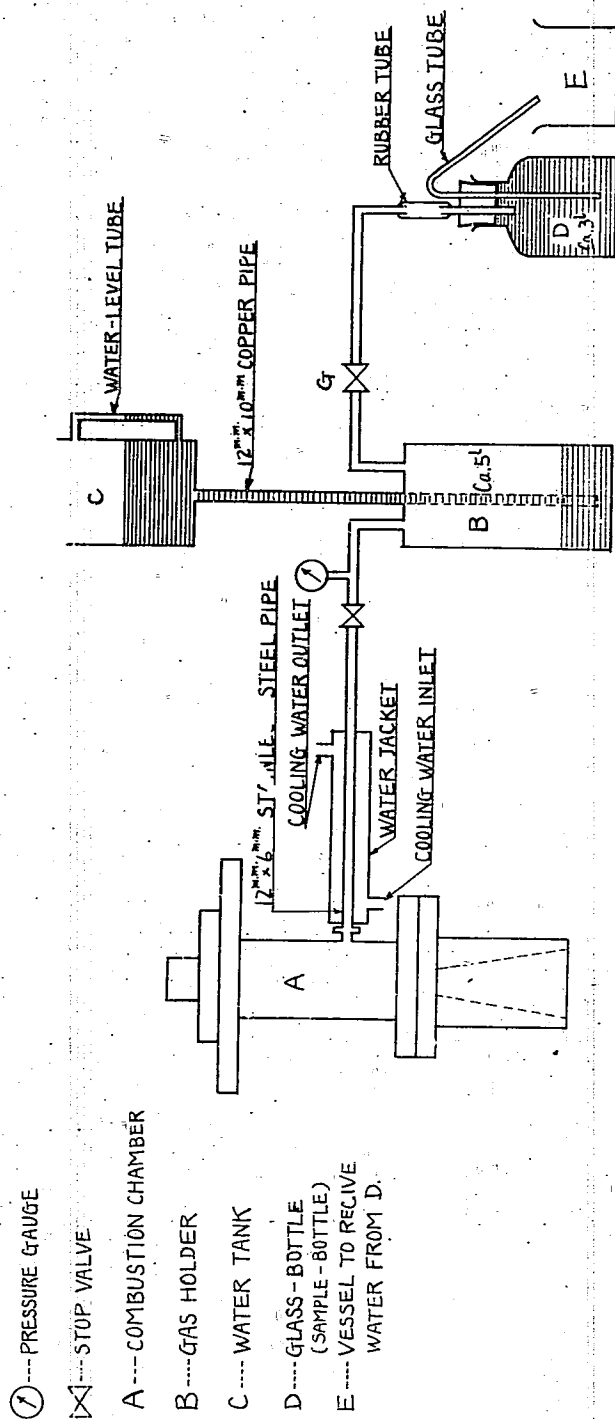 --- PRESSURE GAUGE
--- STOP VALVE
A --- COMBUSTION CHAMBER
B ---- GAS HOLDER
C --- WATER TANK
D ---- GLASS-BOTTLE
(SAMPLE-BOTTLE)
E --- VESSEL TO RECIVE
WATER FROM D.
A
12m.m. x 6m.m. STEEL PIPE
COOLING WATER OUTLET
WATER JACKET
COOLING WATER INLET
C
WATER-LEVEL TUBE
12m.m. x 10m.m. COPPER PIPE
B
Ca.5l
G
RUBBER TUBE
GLASS TUBE
D
Ca.3l
E